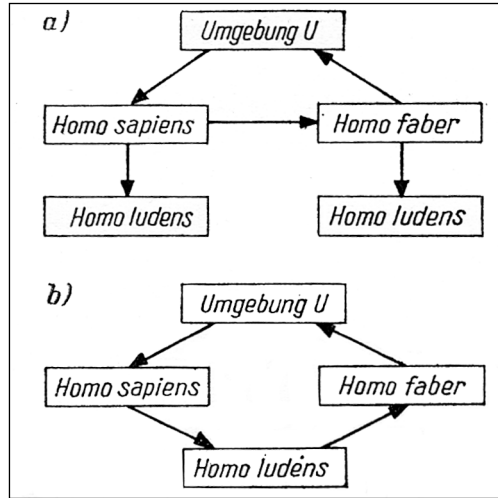 a)
Umgebung U
Homo sapiens
Homo faber
Homo ludens
Homo ludens
b)
Umgebung U
Homo sapiens
Homo faber
Homo ludens